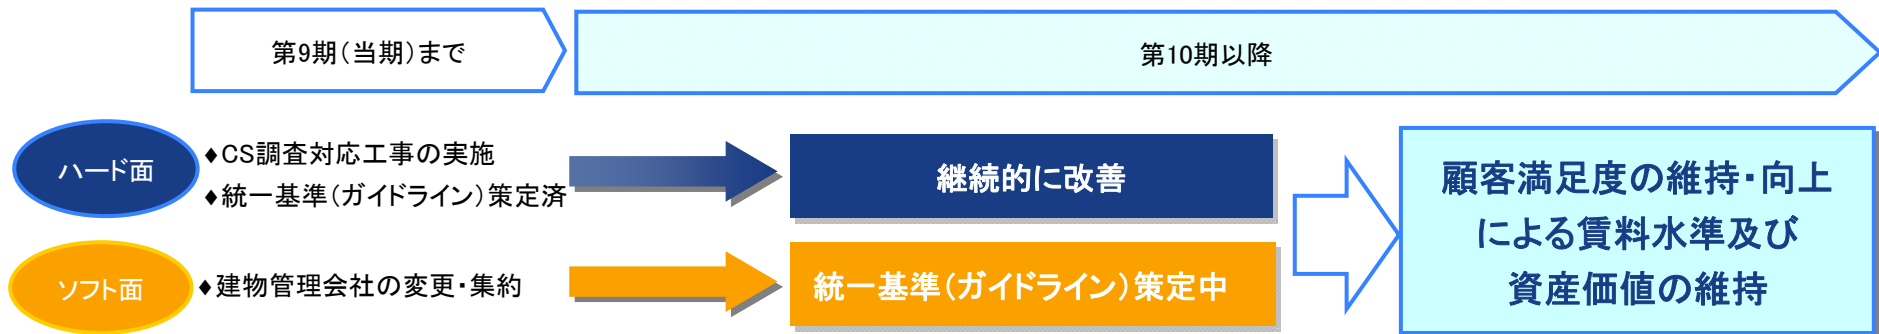 第9期（当期）まで
第10期以降
ハード面
♦CS調査対応工事の実施
♦統一基準（ガイドライン）策定済
継続的に改善
ソフト面
♦建物管理会社の変更・集約
統一基準（ガイドライン）策定中
顧客満足度の維持・向上
による賃料水準及び
資産価値の維持